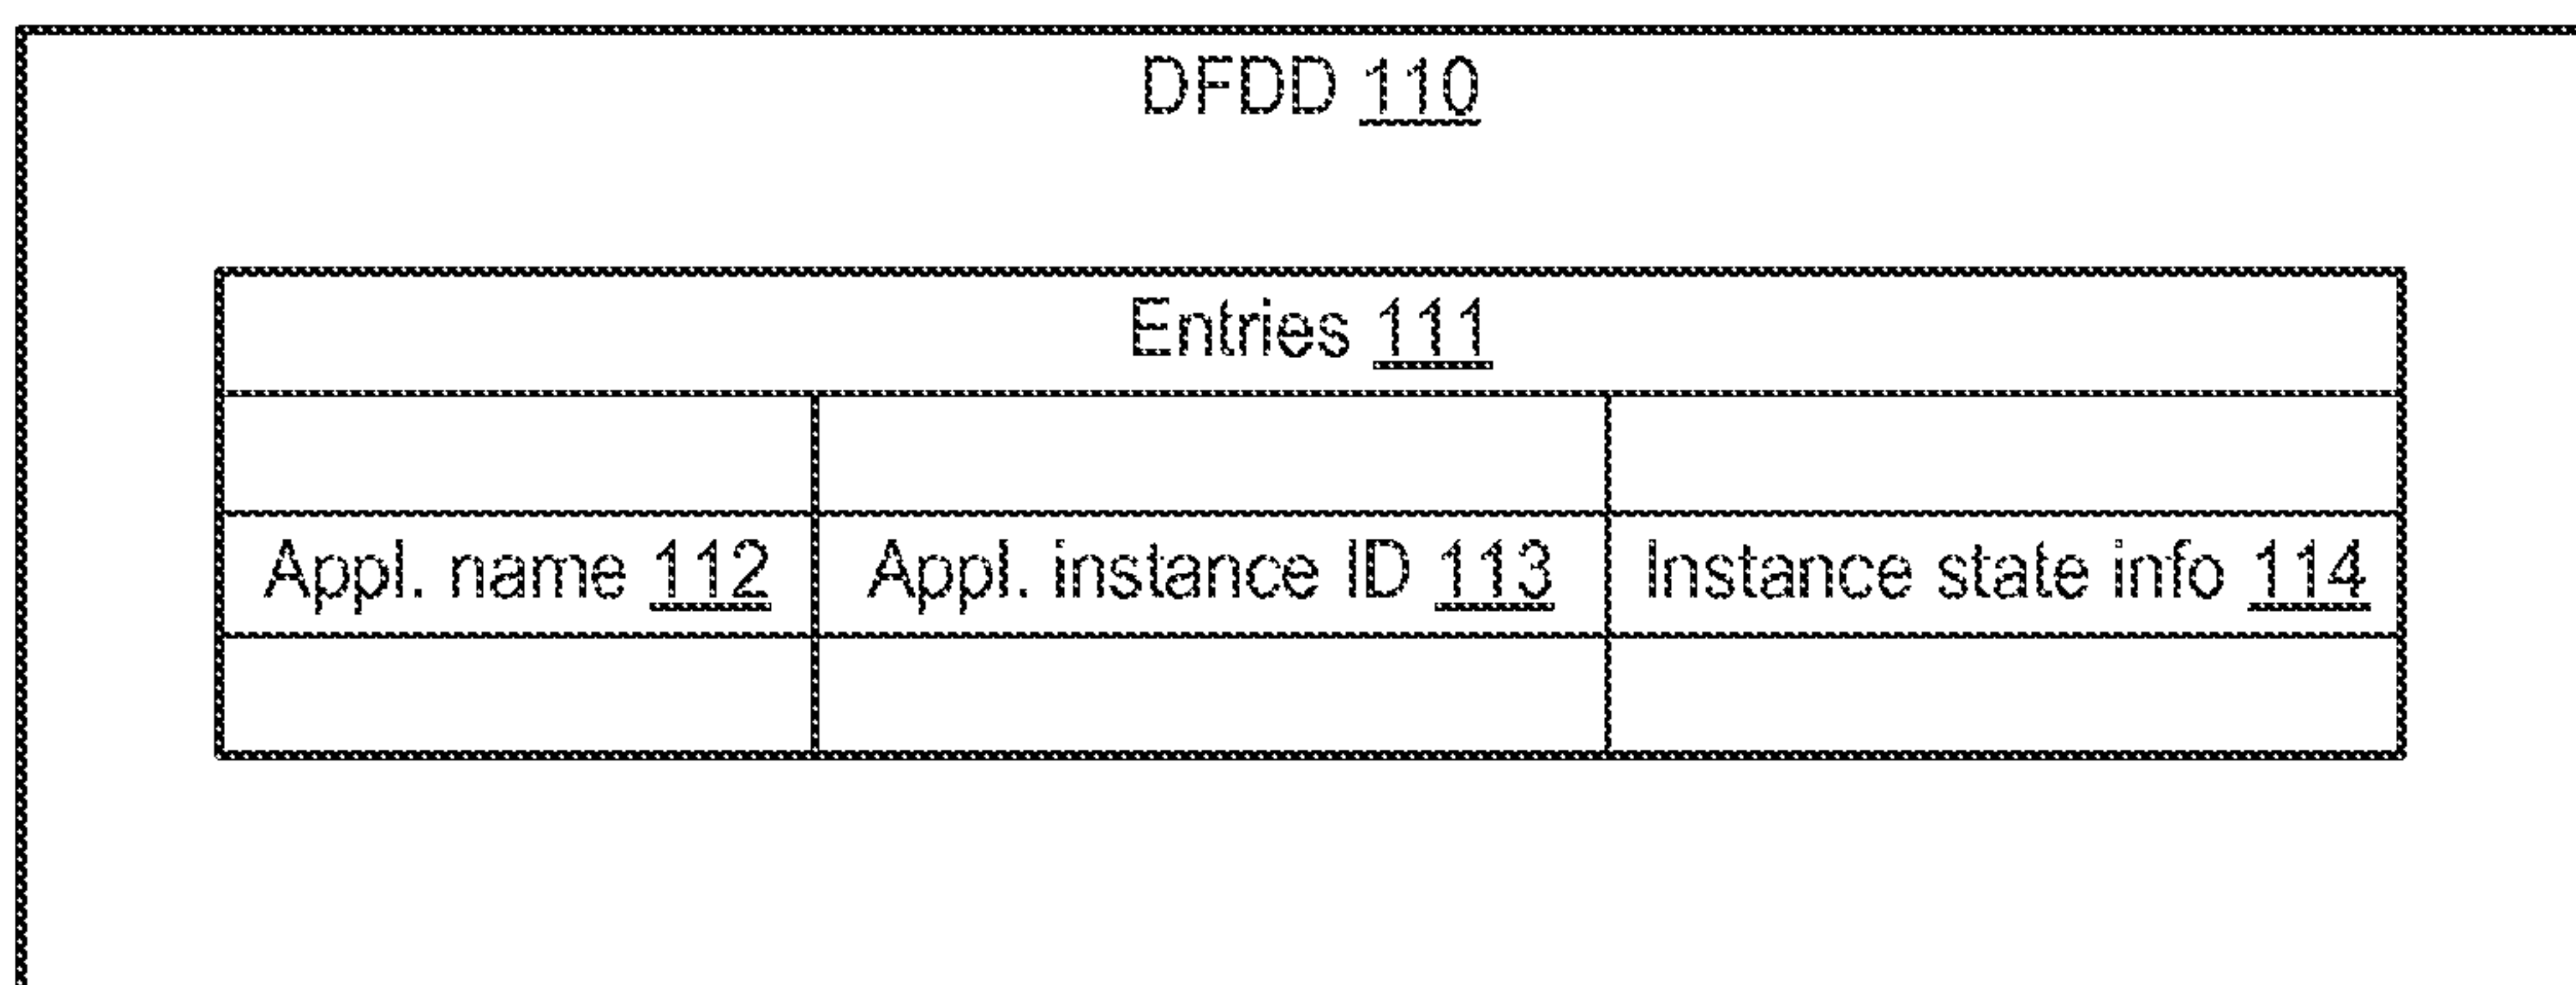 DFDD 110
Entries 111
Appl. name 112 Appl. instance ID 113 Instance state info 114